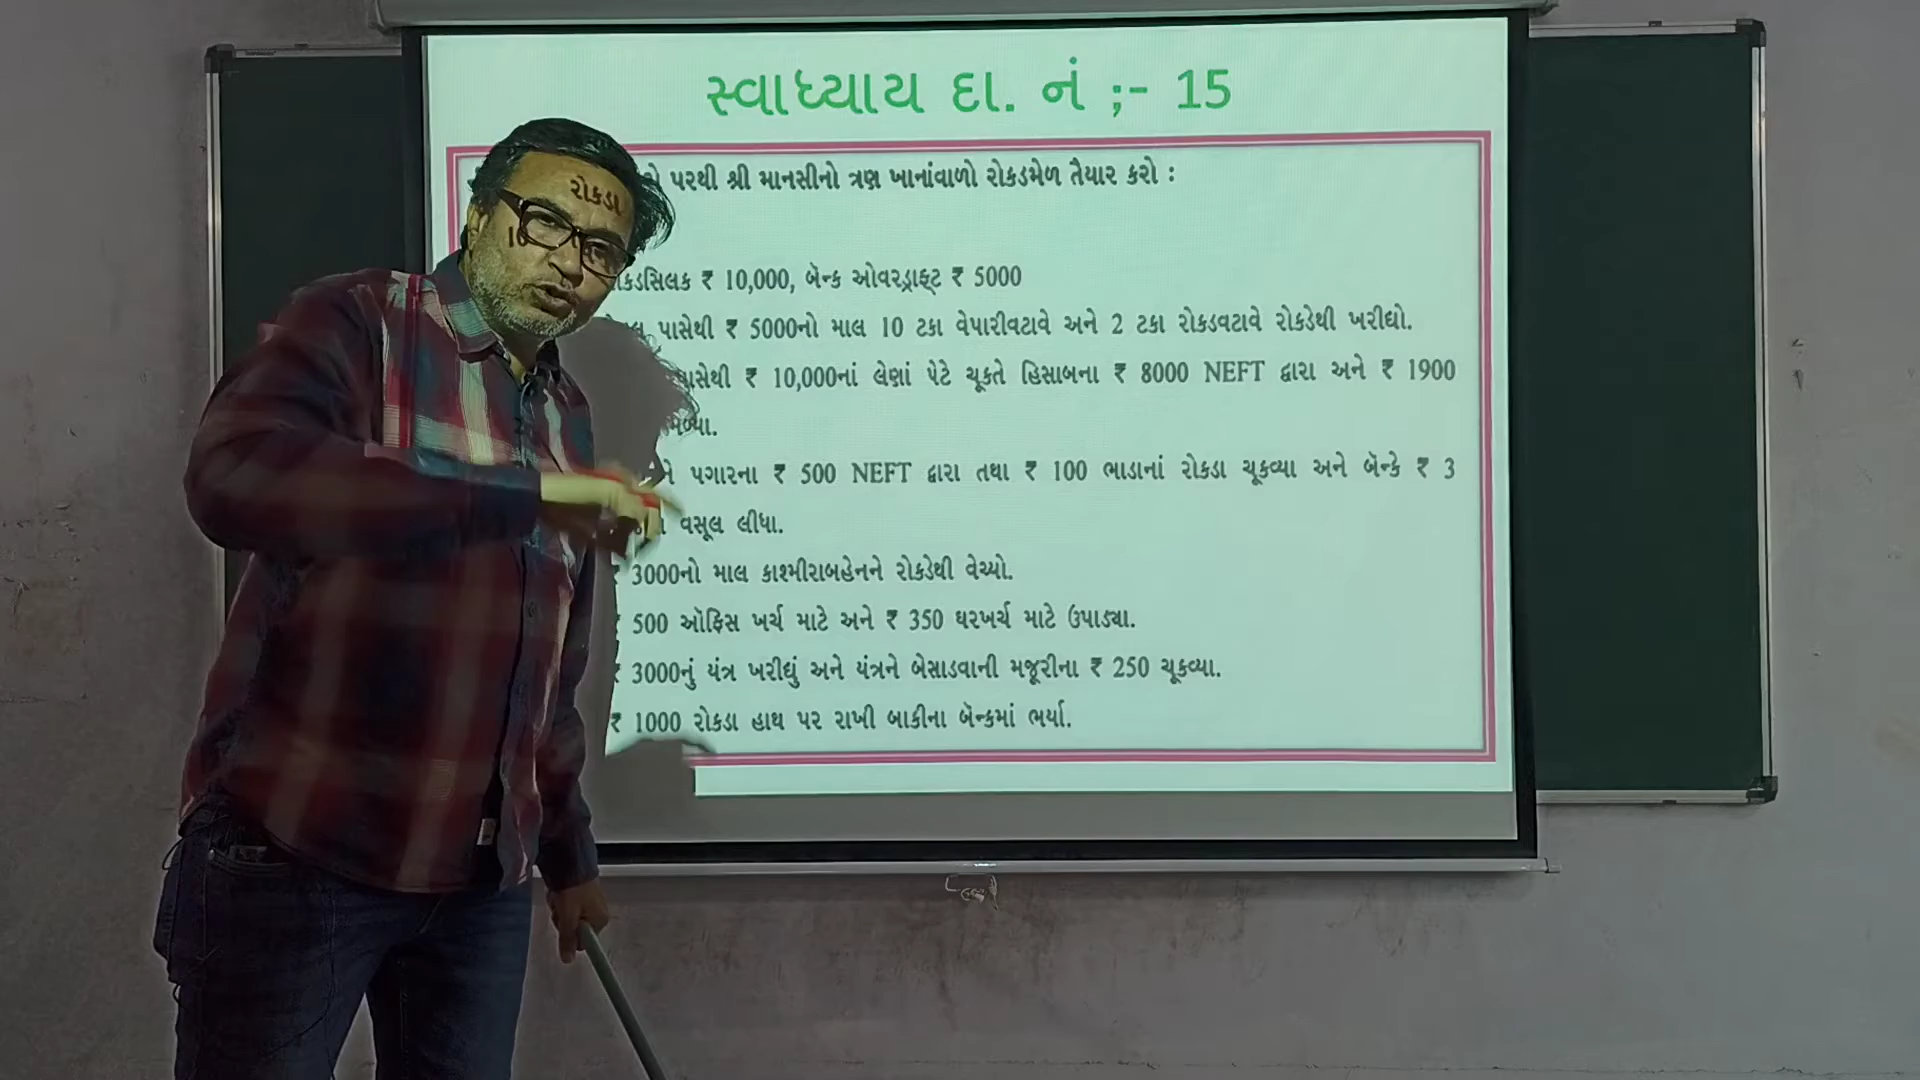 સ્વાધ્યાય દા. નં ;- 15
પરથી શ્રી માનસીનો ત્રણ ખાનાંવાળો રોકડમેળ તૈયાર કરો :
રોકડા
10
₹ 10,000, બૅન્ક ઓવરડ્રાફ્ટ ₹ 5000
પાસેથી ₹ 5000નો માલ 10 ટકા વેપારીવટાવે અને 2 ટકા રોકડવટાવે રોકડેથી ખરીદ્યો.
₹ 10,000નાં લેણાં પેટે ચૂકતે હિસાબના ₹ 8000 NEFT દ્વારા અને ₹ 1900
મળ્યા.
પગારના ₹ 500 NEFT દ્વારા તથા ₹ 100 ભાડાનાં રોકડા ચૂકવ્યા અને બૅન્કે ₹ 3
વસૂલ લીધા.
₹ 3000નો માલ કાશ્મીરાબહેનને રોકડેથી વેચ્યો.
₹ 500 ઑફિસ ખર્ચ માટે અને ₹ 350 ઘરખર્ચ માટે ઉપાડ્યા.
₹ 3000નું યંત્ર ખરીદ્યું અને યંત્રને બેસાડવાની મજૂરીના ₹ 250 ચૂકવ્યા.
₹ 1000 રોકડા હાથ પર રાખી બાકીના બૅન્કમાં ભર્યા.